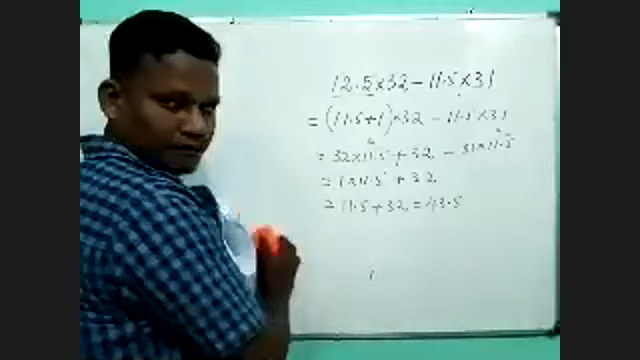 12.5×32 - 11.5×31
= (11.5+1)×32 - 11.5×31
= 32×11.5 + 32 - 31×11.5
= 1×11.5 + 32
= 11.5+32 = 43.5